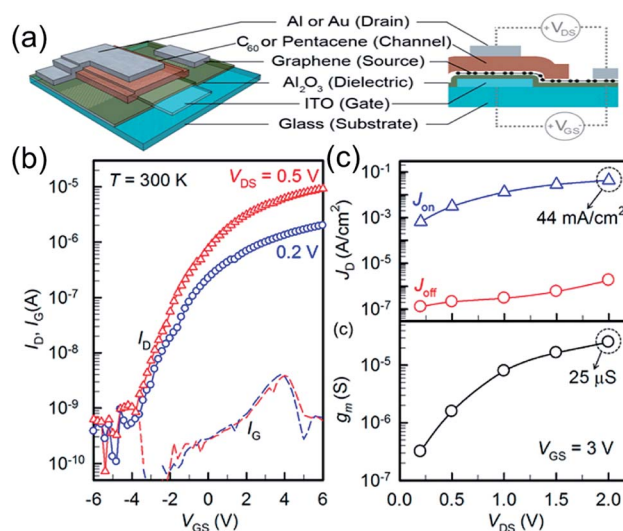 (a)
Al or Au (Drain)
C60 or Pentacene (Channel)
Graphene (Source)
Al2O3 (Dielectric)
ITO (Gate)
Glass (Substrate)
+ VDS -
+ VGS -
(b)
T = 300 K
VDS = 0.5 V
0.2 V
ID
IG
ID, IG(A)
10-5
10-6
10-7
10-8
10-9
10-10
-6 -4 -2 0 2 4 6
VGS (V)
(c)
Jon
44 mA/cm2
Joff
JD (A/cm2)
10-1
10-3
10-5
10-7
(c)
25 µS
VGS = 3 V
gm (S)
10-5
10-6
10-7
0.0 0.5 1.0 1.5 2.0
VDS (V)